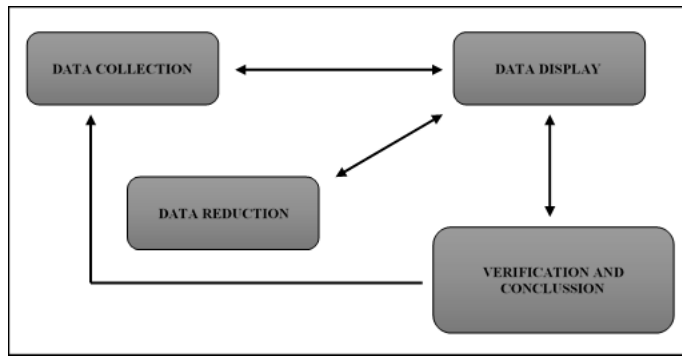 DATA COLLECTION
DATA DISPLAY
DATA REDUCTION
VERIFICATION AND
CONCLUSSION